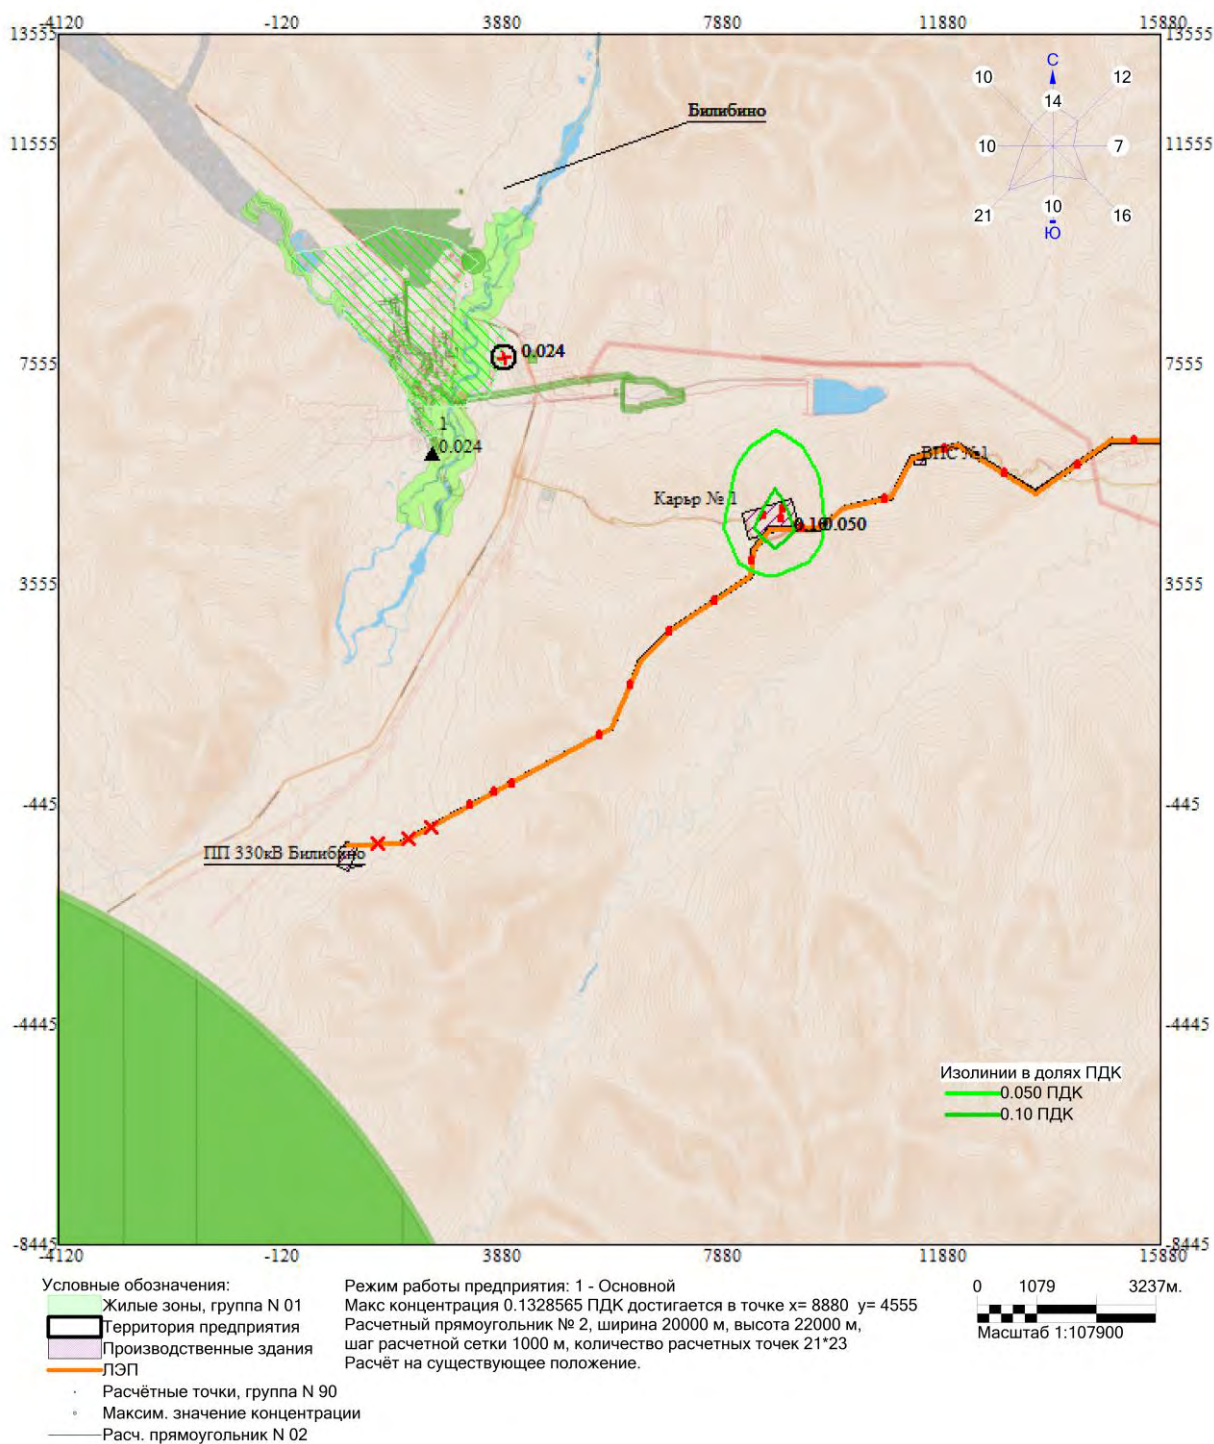 -4120 -120 3880 7880 11880 15880
13555 13555
С
10 12
14
Билибино
11555 11555
10 7
21 10 16
Ю
0.024
7555 7555
1
0.024
ВПС №1
Карьр № 1
0.10 0.050
3555 3555
-445 -445
ПП 330кВ Билибино
-4445 -4445
Изолинии в долях ПДК
0.050 ПДК
0.10 ПДК
-8445 -8445
-4120 -120 3880 7880 11880 15880
Условные обозначения:
Жилые зоны, группа N 01
Территория предприятия
Производственные здания
ЛЭП
Расчётные точки, группа N 90
Максим. значение концентрации
Расч. прямоугольник N 02
Режим работы предприятия: 1 - Основной
Макс концентрация 0.1328565 ПДК достигается в точке x= 8880 y= 4555
Расчетный прямоугольник № 2, ширина 20000 м, высота 22000 м,
шаг расчетной сетки 1000 м, количество расчетных точек 21*23
Расчёт на существующее положение.
0 1079 3237м.
Масштаб 1:107900